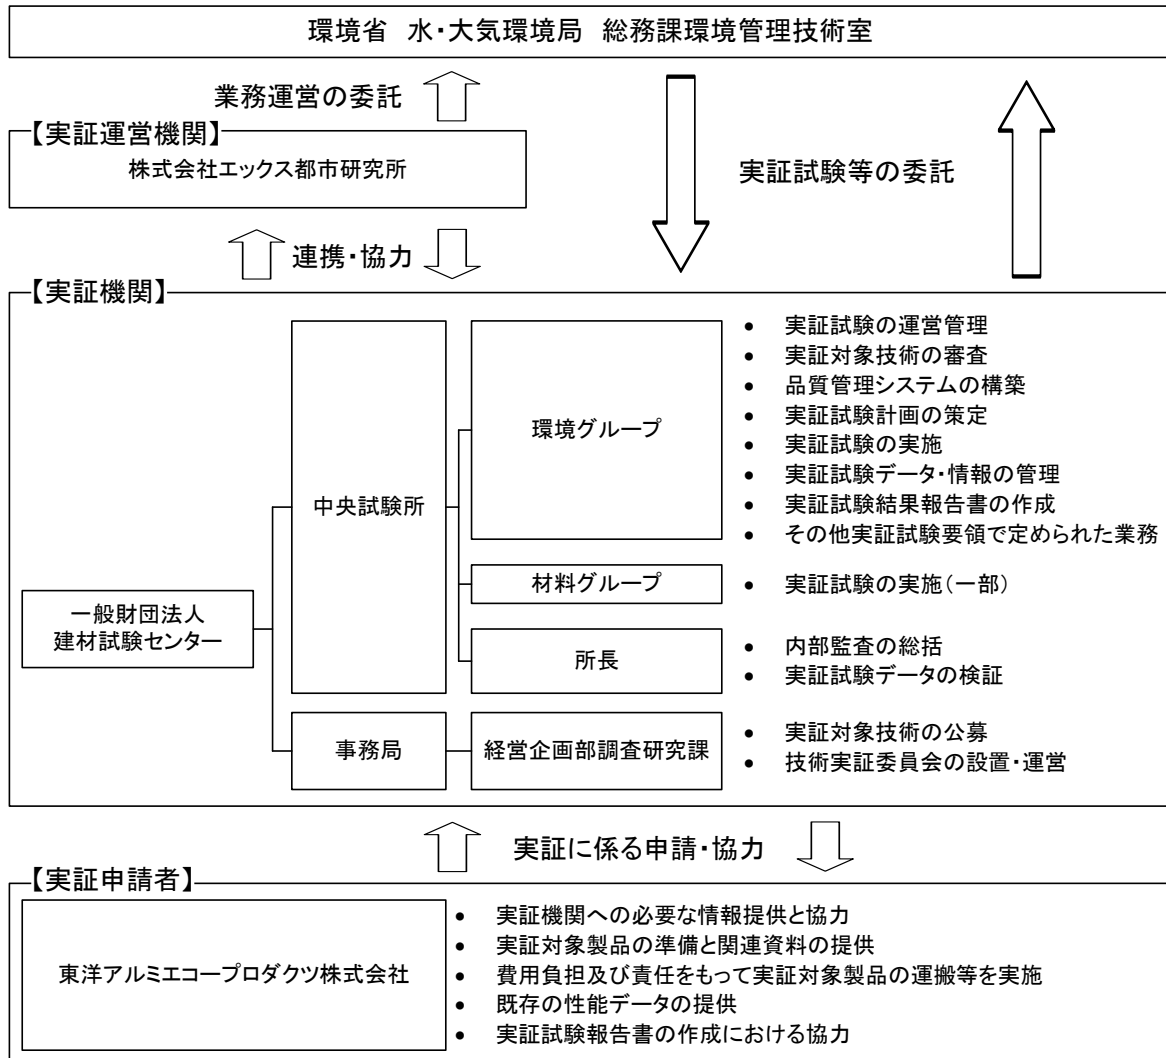 環境省　水・大気環境局　総務課環境管理技術室
業務運営の委託
【実証運営機関】
株式会社エックス都市研究所
実証試験等の委託
連携・協力
【実証機関】
一般財団法人
建材試験センター
中央試験所
環境グループ
• 実証試験の運営管理
• 実証対象技術の審査
• 品質管理システムの構築
• 実証試験計画の策定
• 実証試験の実施
• 実証試験データ・情報の管理
• 実証試験結果報告書の作成
• その他実証試験要領で定められた業務
材料グループ
• 実証試験の実施(一部)
所長
• 内部監査の総括
• 実証試験データの検証
事務局
経営企画部調査研究課
• 実証対象技術の公募
• 技術実証委員会の設置・運営
実証に係る申請・協力
【実証申請者】
東洋アルミエコープロダクツ株式会社
• 実証機関への必要な情報提供と協力
• 実証対象製品の準備と関連資料の提供
• 費用負担及び責任をもって実証対象製品の運搬等を実施
• 既存の性能データの提供
• 実証試験報告書の作成における協力